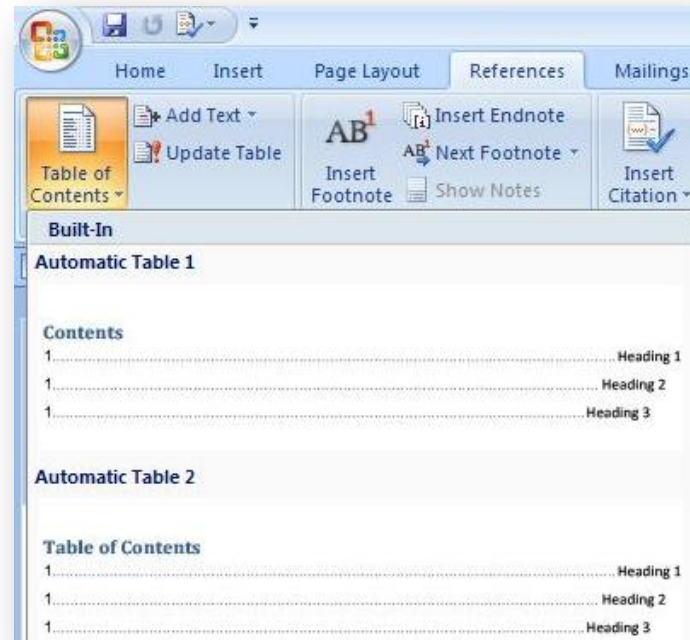 Home Insert Page Layout References Mailings
Table of Contents
Add Text
Update Table
AB1
Insert Footnote
[i] Insert Endnote
AB1 Next Footnote
Show Notes
Insert Citation
Built-In
Automatic Table 1
Contents
1........Heading 1
1........Heading 2
1........Heading 3
Automatic Table 2
Table of Contents
1........Heading 1
1........Heading 2
1........Heading 3